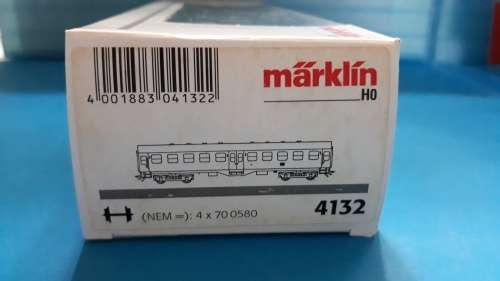 märklin
H0
4 001883 041322
(NEM =): 4 x 70 0580
4132